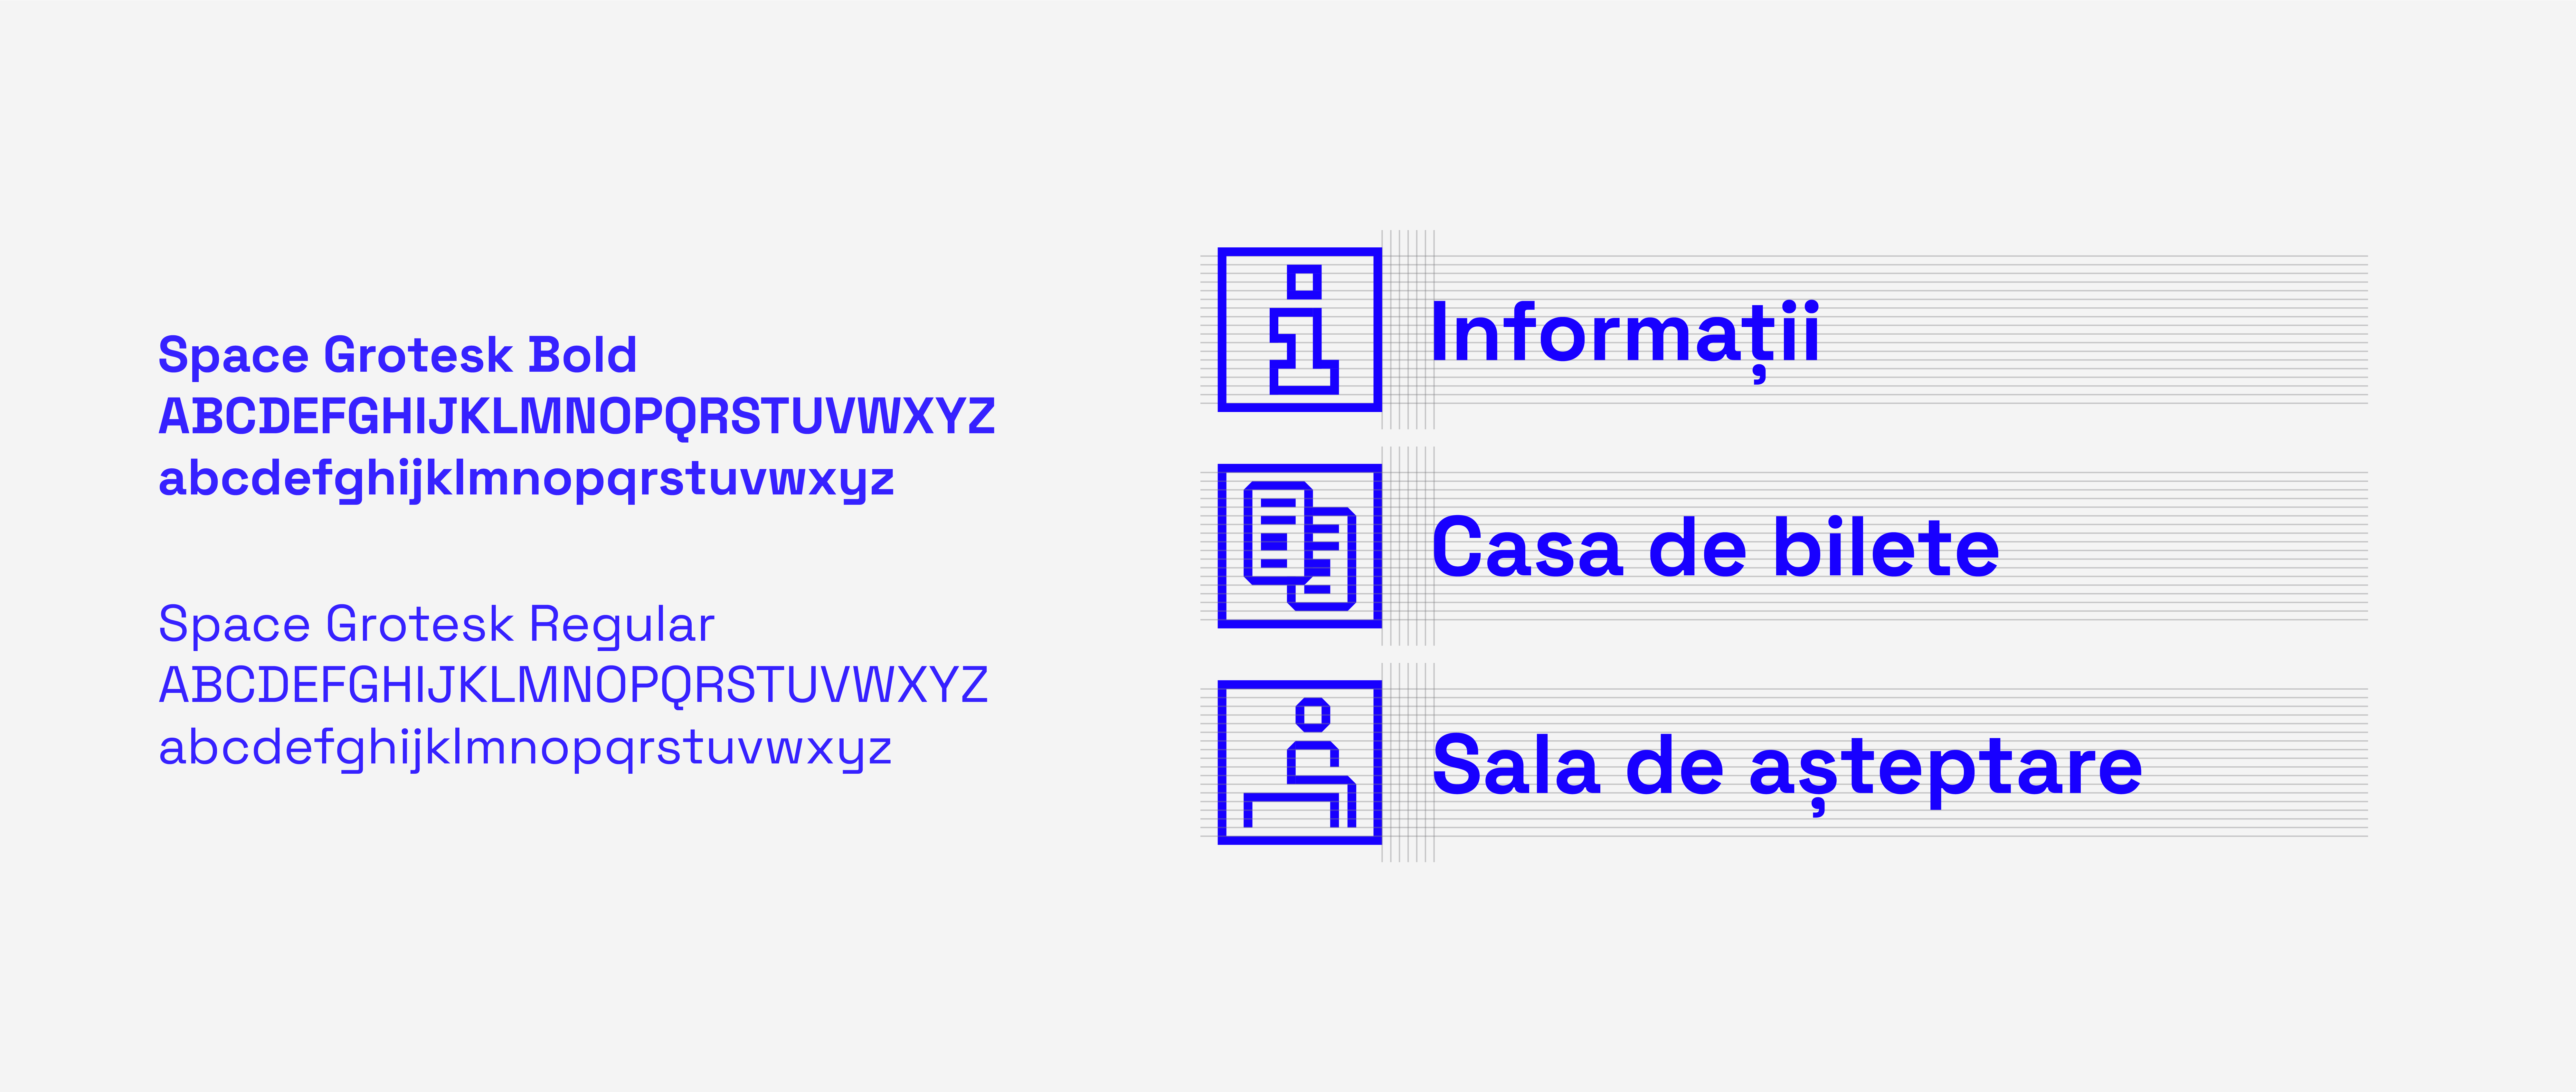 Space Grotesk Bold
ABCDEFGHIJKLMNOPQRSTUVWXYZ
abcdefghijklmnopqrstuvwxyz
Space Grotesk Regular
ABCDEFGHIJKLMNOPQRSTUVWXYZ
abcdefghijklmnopqrstuvwxyz
Informații
Casa de bilete
Sala de așteptare